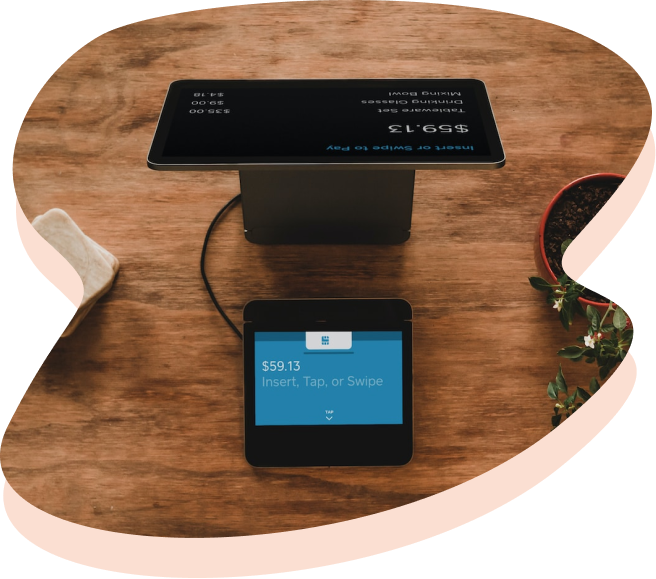 Insert or Swipe to Pay
$59.13
Tableware Set $35.00
Drinking Glasses $9.00
Mixing Bowl $4.18
$59.13
Insert, Tap, or Swipe
TAP